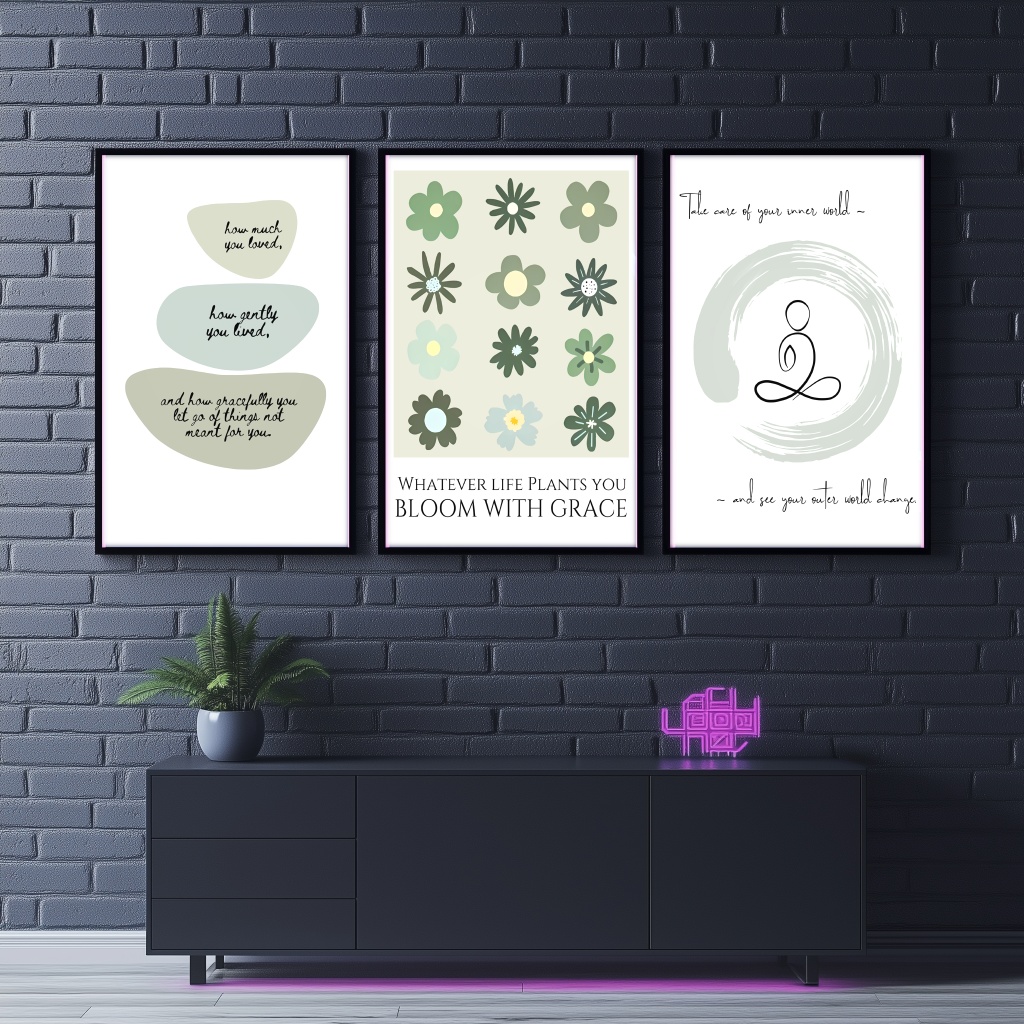 how much
you loved,
how gently
you lived,
and how gracefully you
let go of things not
meant for you.
WHATEVER LIFE PLANTS YOU
BLOOM WITH GRACE
Take care of your inner world ~
~ and see your outer world change.